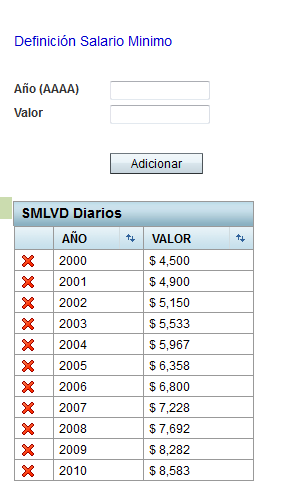 Definición Salario Minimo
Año (AAAA)
Valor
Adicionar
SMLVD Diarios
AÑO VALOR
2000 $ 4,500
2001 $ 4,900
2002 $ 5,150
2003 $ 5,533
2004 $ 5,967
2005 $ 6,358
2006 $ 6,800
2007 $ 7,228
2008 $ 7,692
2009 $ 8,282
2010 $ 8,583